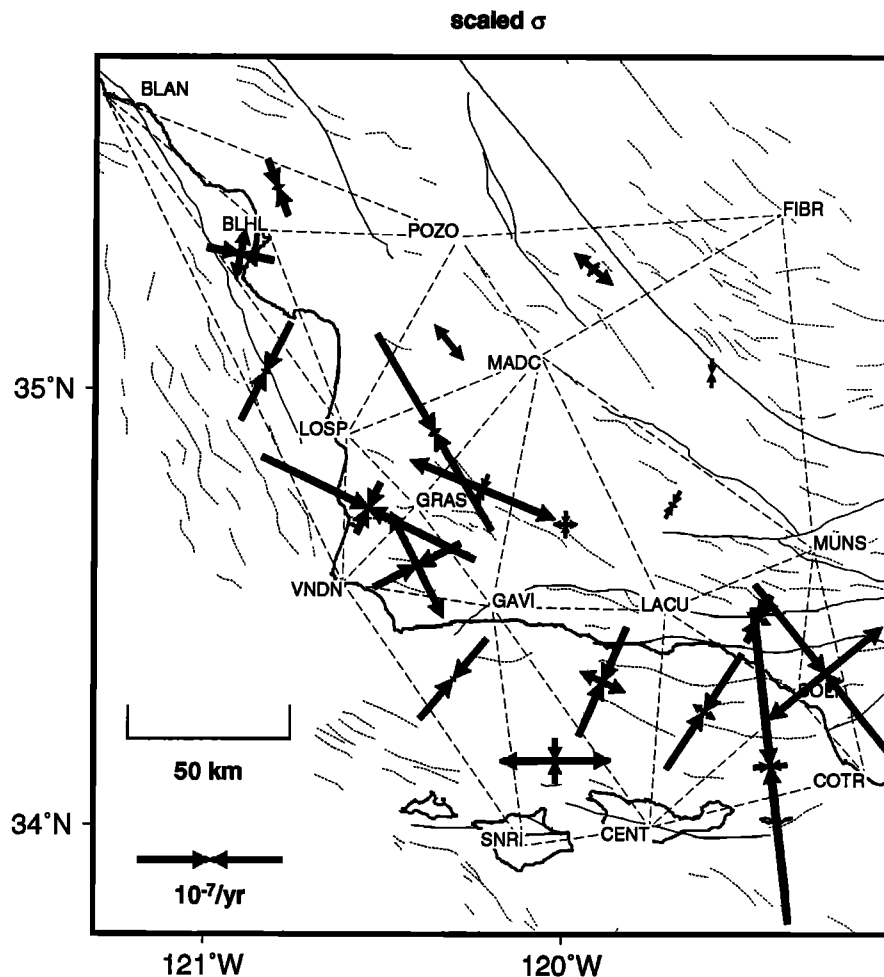 scaled σ
BLAN
FIBR
BLHL
POZO
MADC
35°N
LOSP
GRAS
MUNS
VNDN
GAVI
LACU
50 km
COTR
34°N
SNRI
CENT
10⁻⁷/yr
121°W
120°W